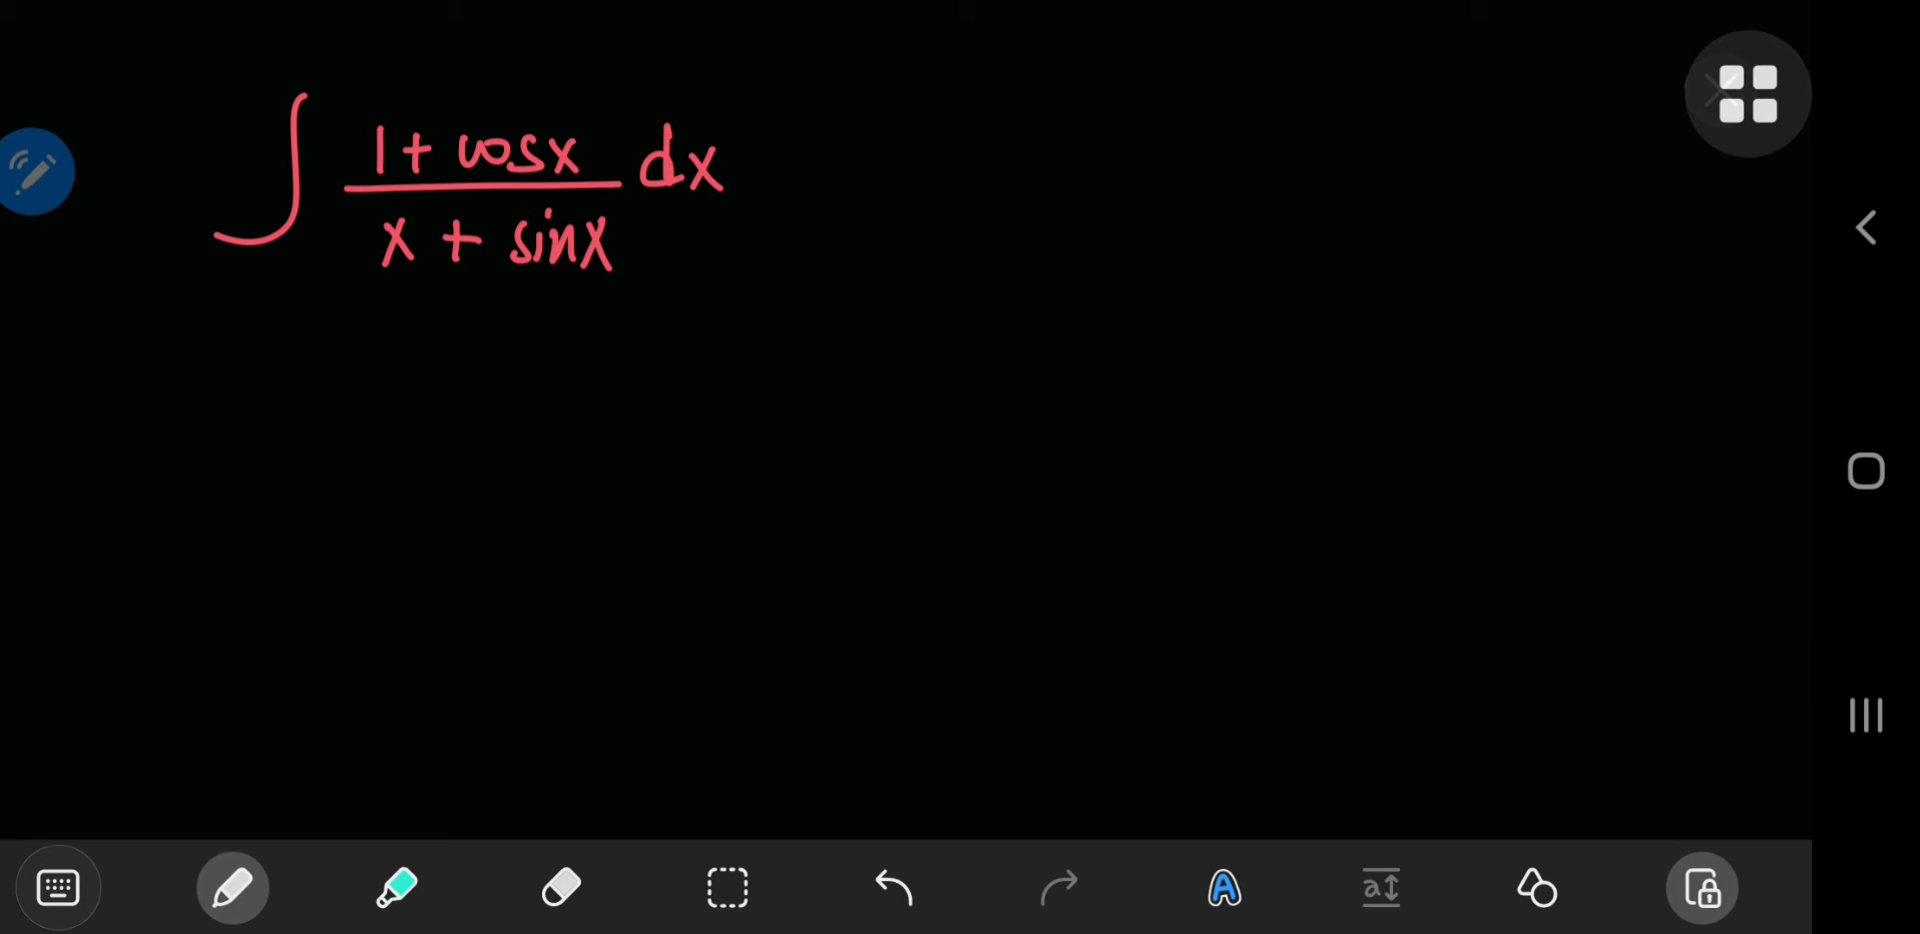 ∫ (1 + cosx)/(x + sinx) dx